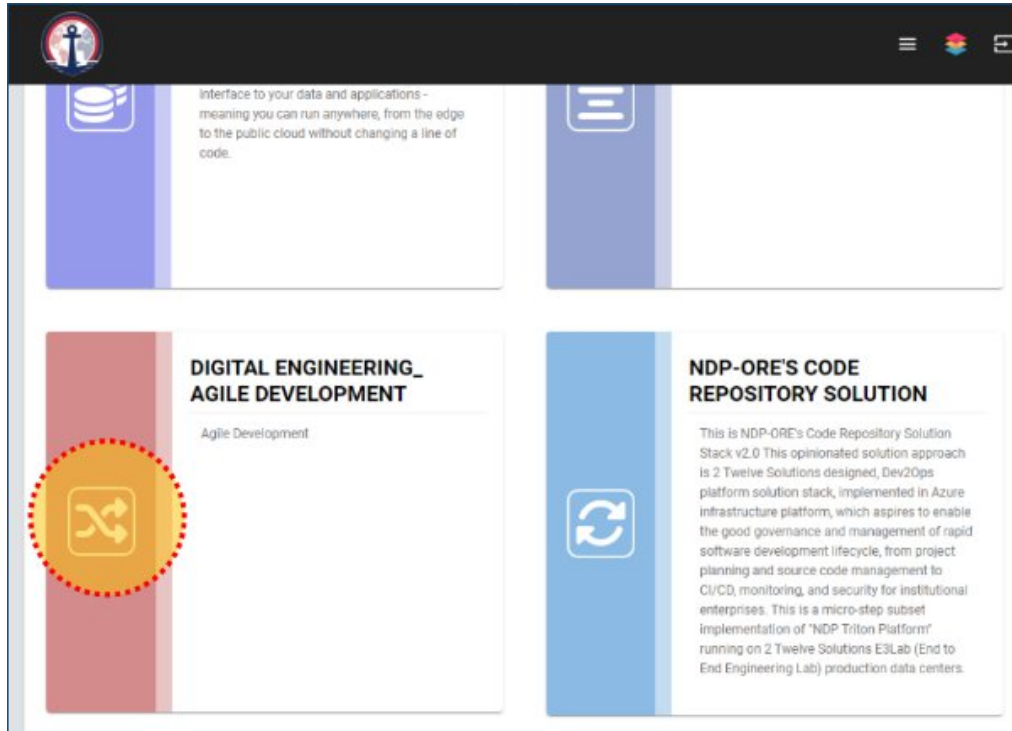 interface to your data and applications -
meaning you can run anywhere, from the edge
to the public cloud without changing a line of
code.
DIGITAL ENGINEERING_
AGILE DEVELOPMENT
Agile Development
NDP-ORE'S CODE
REPOSITORY SOLUTION
This is NDP-ORE's Code Repository Solution
Stack v2.0 This opinionated solution approach
is 2 Twelve Solutions designed, Dev2Ops
platform solution stack, implemented in Azure
infrastructure platform, which aspires to enable
the good governance and management of rapid
software development lifecycle, from project
planning and source code management to
CI/CD, monitoring, and security for institutional
enterprises. This is a micro-step subset
implementation of "NDP Triton Platform"
running on 2 Twelve Solutions E3Lab (End to
End Engineering Lab) production data centers.